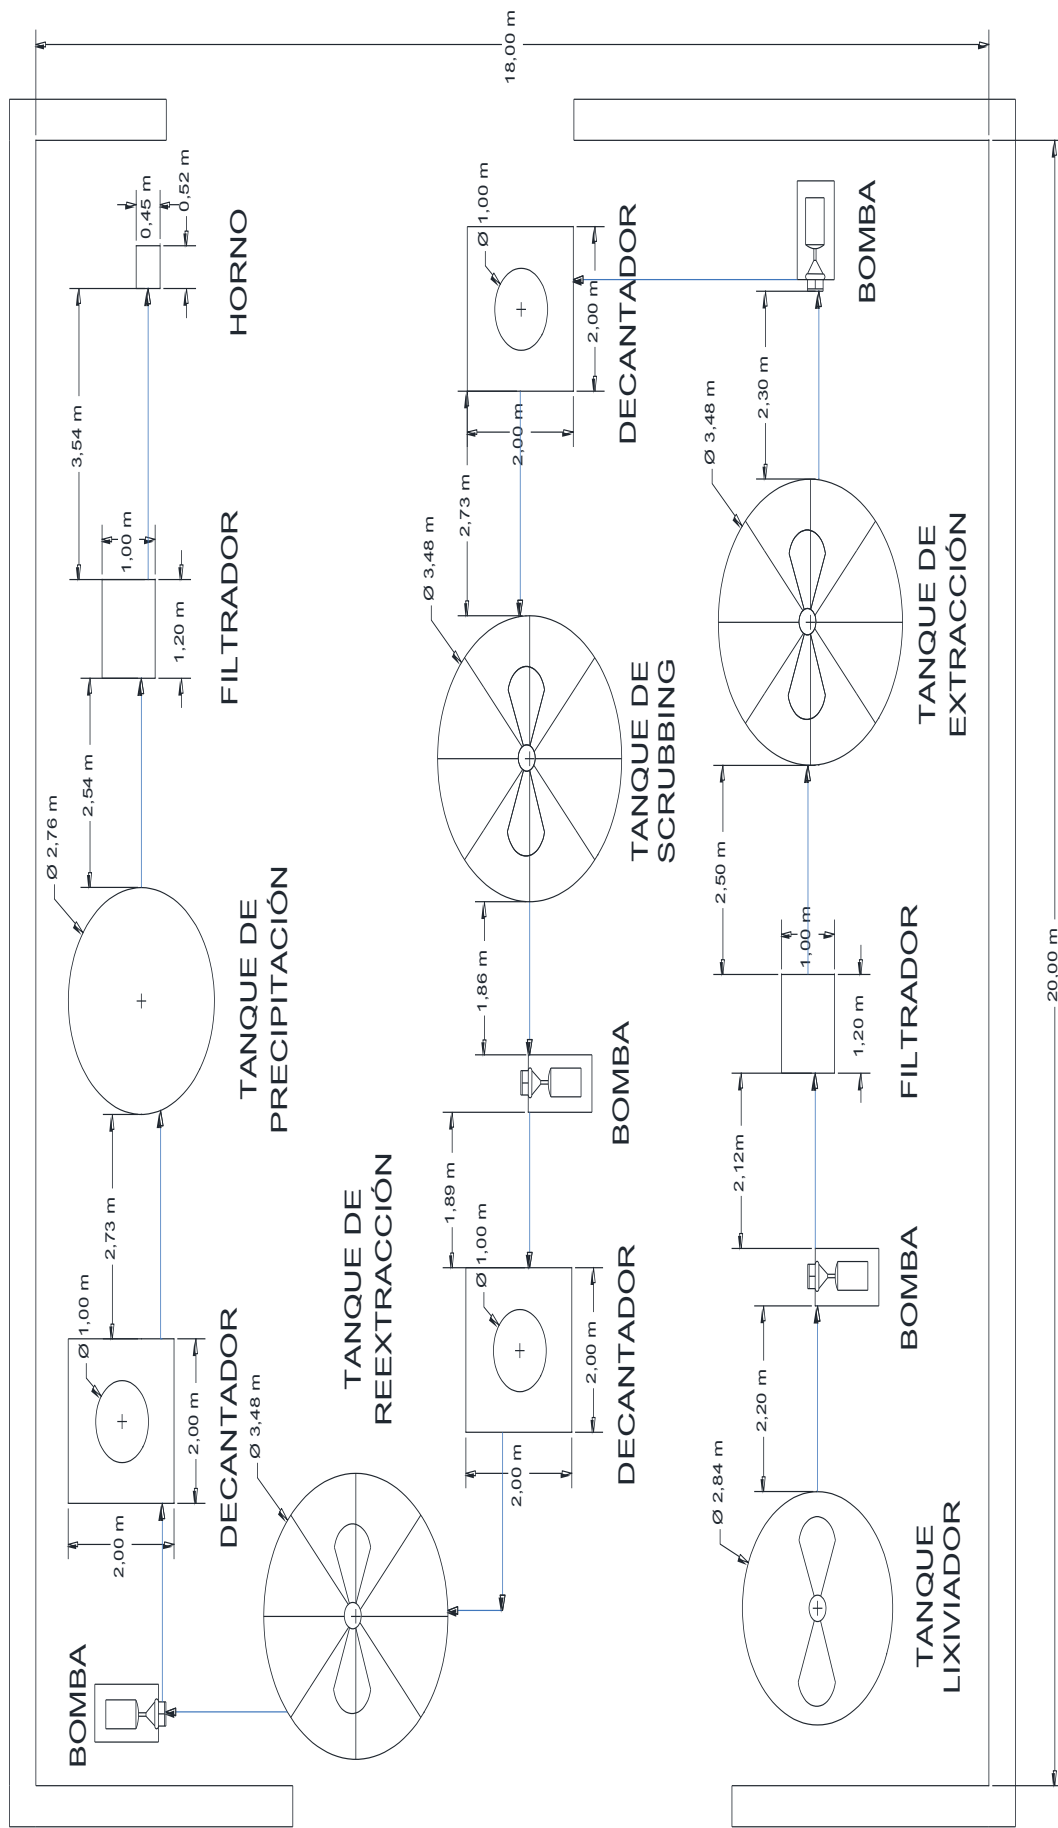 BOMBA
2,00 m
DECANTADOR
2,00 m
Ø 1,00 m
2,73 m
TANQUE DE
PRECIPITACIÓN
Ø 2,76 m
2,54 m
FILTRADOR
1,20 m
1,00 m
3,54 m
HORNO
0,45 m
0,52 m
18,00 m
Ø 3,48 m
TANQUE DE
REEXTRACCIÓN
2,00 m
DECANTADOR
2,00 m
Ø 1,00 m
1,89 m
BOMBA
1,86 m
TANQUE DE
SCRUBBING
Ø 3,48 m
2,73 m
2,00 m
DECANTADOR
2,00 m
Ø 1,00 m
TANQUE
LIXIVIADOR
Ø 2,84 m
2,20 m
BOMBA
2,12m
FILTRADOR
1,20 m
1,00 m
2,50 m
TANQUE DE
EXTRACCIÓN
Ø 3,48 m
2,30 m
BOMBA
20,00 m